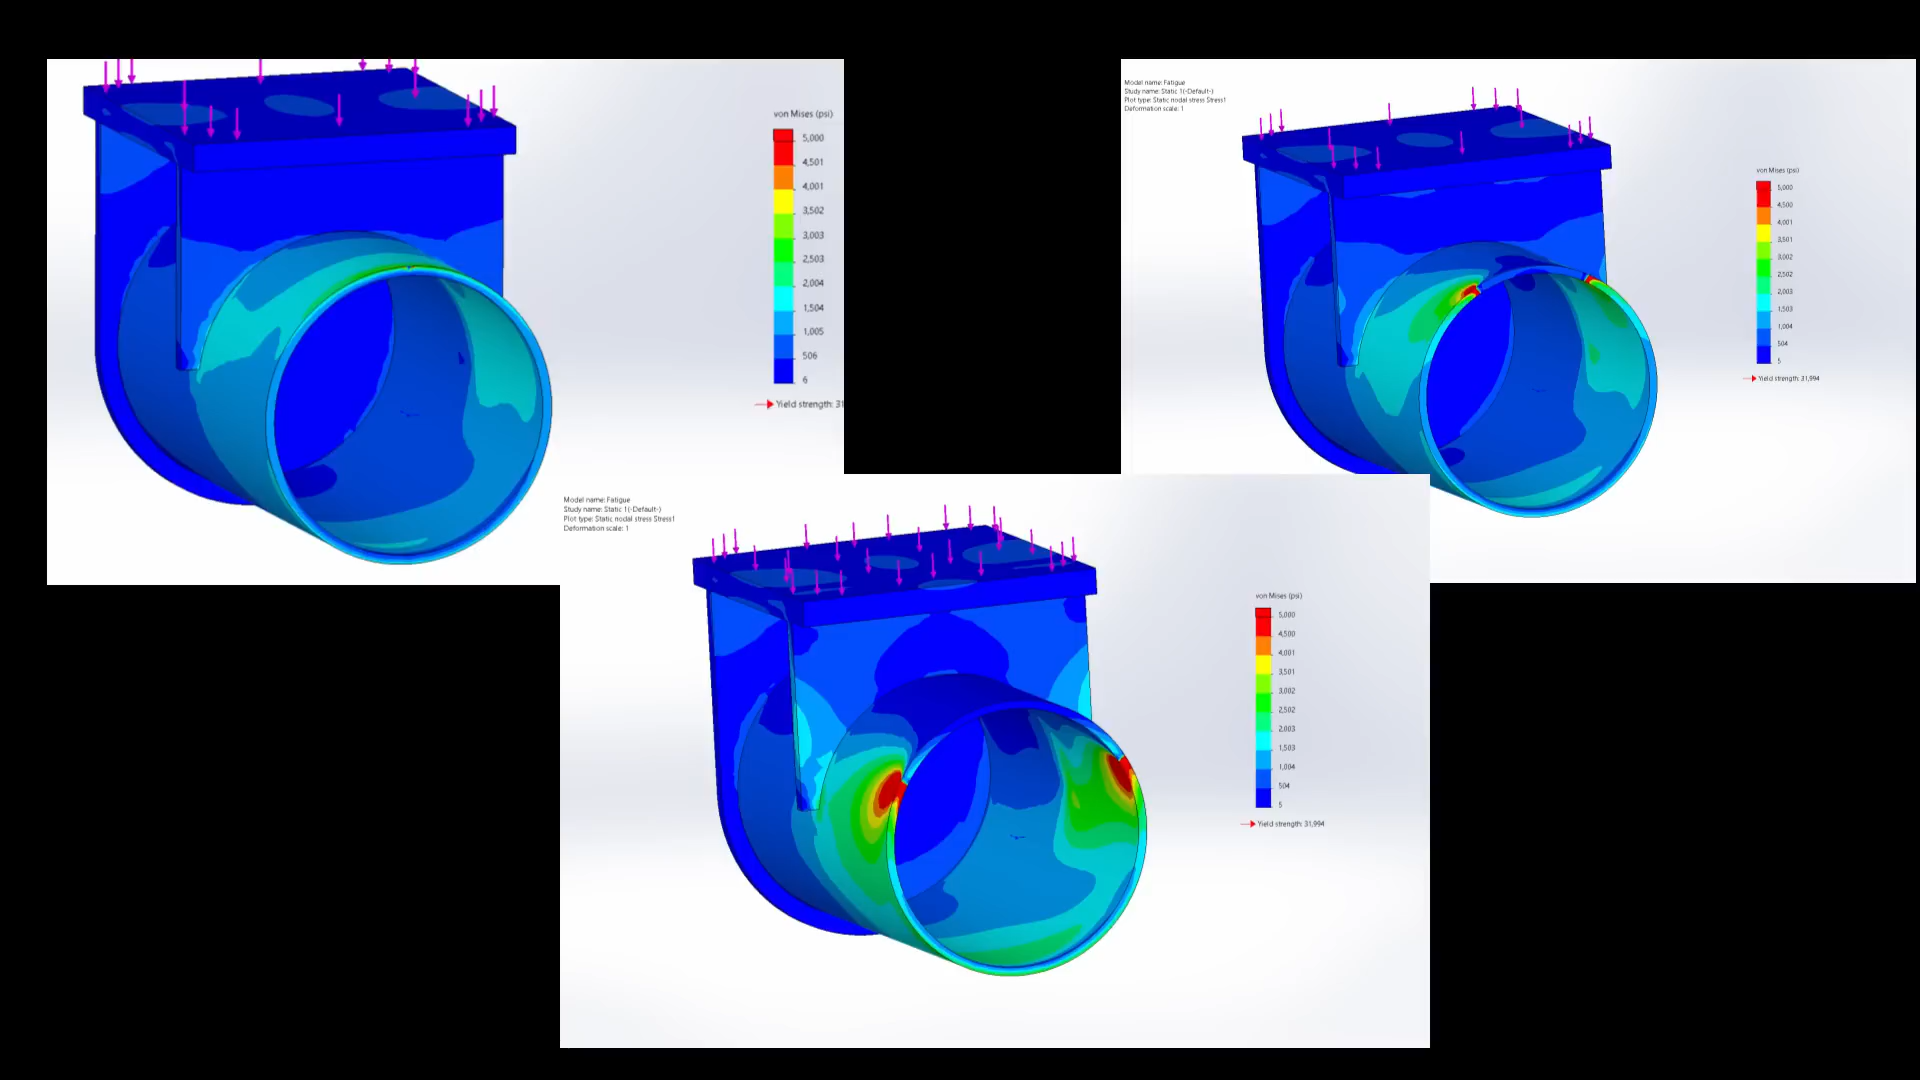 von Mises (psi)
5,000
4,501
4,001
3,502
3,003
2,503
2,004
1,504
1,005
506
6
Yield strength: 31
Model name: Fatigue
Study name: Static 1(-Default-)
Plot type: Static nodal stress Stress1
Deformation scale: 1
von Mises (psi)
5,000
4,500
4,001
3,501
3,002
2,502
2,003
1,503
1,004
504
5
Yield strength: 31,994
Model name: Fatigue
Study name: Static 1(-Default-)
Plot type: Static nodal stress Stress1
Deformation scale: 1
von Mises (psi)
5,000
4,500
4,001
3,501
3,002
2,502
2,003
1,503
1,004
504
5
Yield strength: 31,994